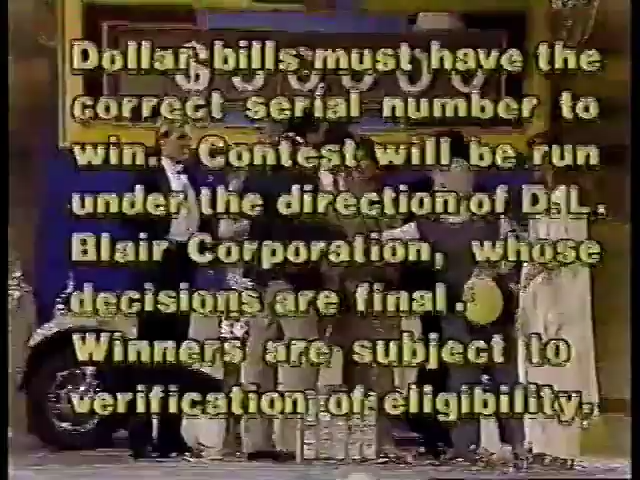 Dollar bills must have the
correct serial number to
win. Contest will be run
under the direction of D.L.
Blair Corporation, whose
decisions are final.
Winners are subject to
verification of eligibility.